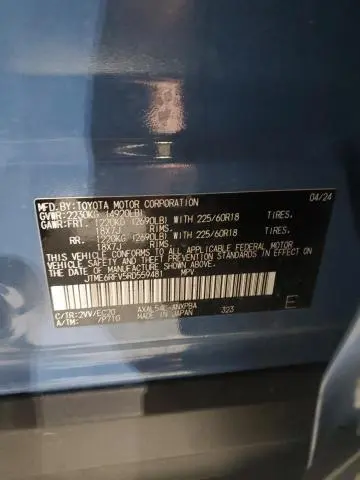 MFD.BY:TOYOTA MOTOR CORPORATION 04/24
GVWR:2230KG (4920LB)
GAWR:FRT. 1220KG (2690LB) WITH 225/60R18 TIRES.
18X7J RIMS.
RR. 1220KG (2690LB) WITH 225/60R18 TIRES.
18X7J RIMS.
THIS VEHICLE CONFORMS TO ALL APPLICABLE
FEDERAL MOTOR VEHICLE SAFETY, BUMPER, AND
THEFT PREVENTION STANDARDS IN EFFECT ON
THE DATE OF MANUFACTURE SHOWN ABOVE.
JTME6RFV5RD559481 MPV
C/TR:2VV/EC20 AXAL54L-ANXPBA 323 E
A/TM: /P710 MADE IN JAPAN